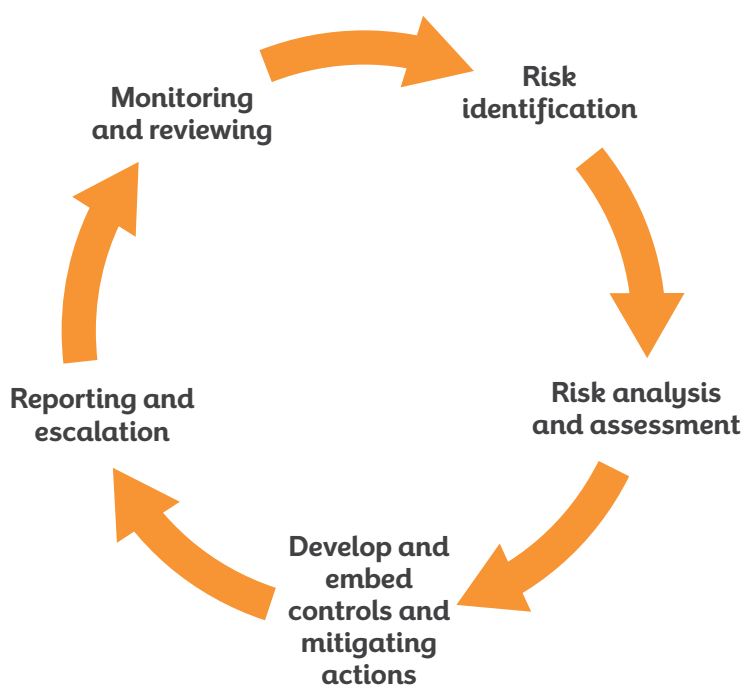 Risk
identification
Risk analysis
and assessment
Develop and
embed
controls and
mitigating
actions
Reporting and
escalation
Monitoring
and reviewing